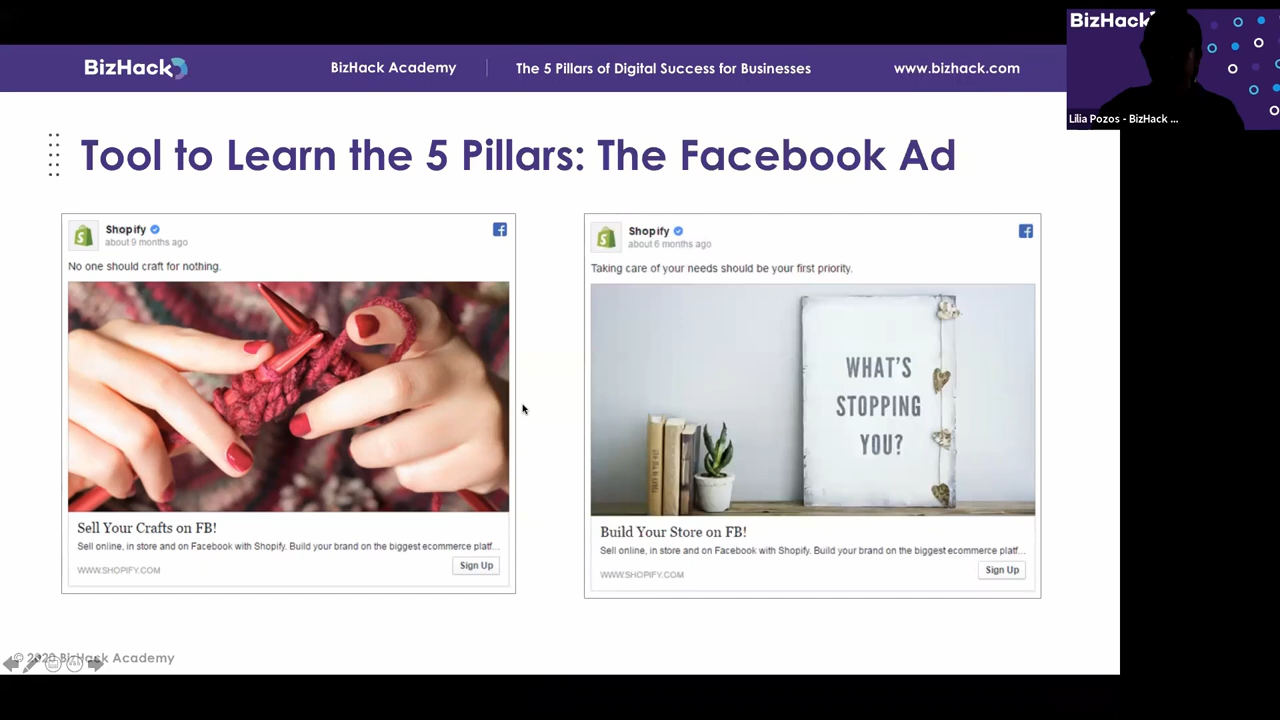 BizHack
BizHack Academy
The 5 Pillars of Digital Success for Businesses
www.bizhack.com
BizHack
Lilia Pozos - BizHack ...
Tool to Learn the 5 Pillars: The Facebook Ad
Shopify
about 9 months ago
No one should craft for nothing.
Sell Your Crafts on FB!
Sell online, in store and on Facebook with Shopify. Build your brand on the biggest ecommerce platf...
WWW.SHOPIFY.COM
Sign Up
Shopify
about 6 months ago
Taking care of your needs should be your first priority.
WHAT'S
STOPPING
YOU?
Build Your Store on FB!
Sell online, in store and on Facebook with Shopify. Build your brand on the biggest ecommerce platf...
WWW.SHOPIFY.COM
Sign Up
© 2020 BizHack Academy